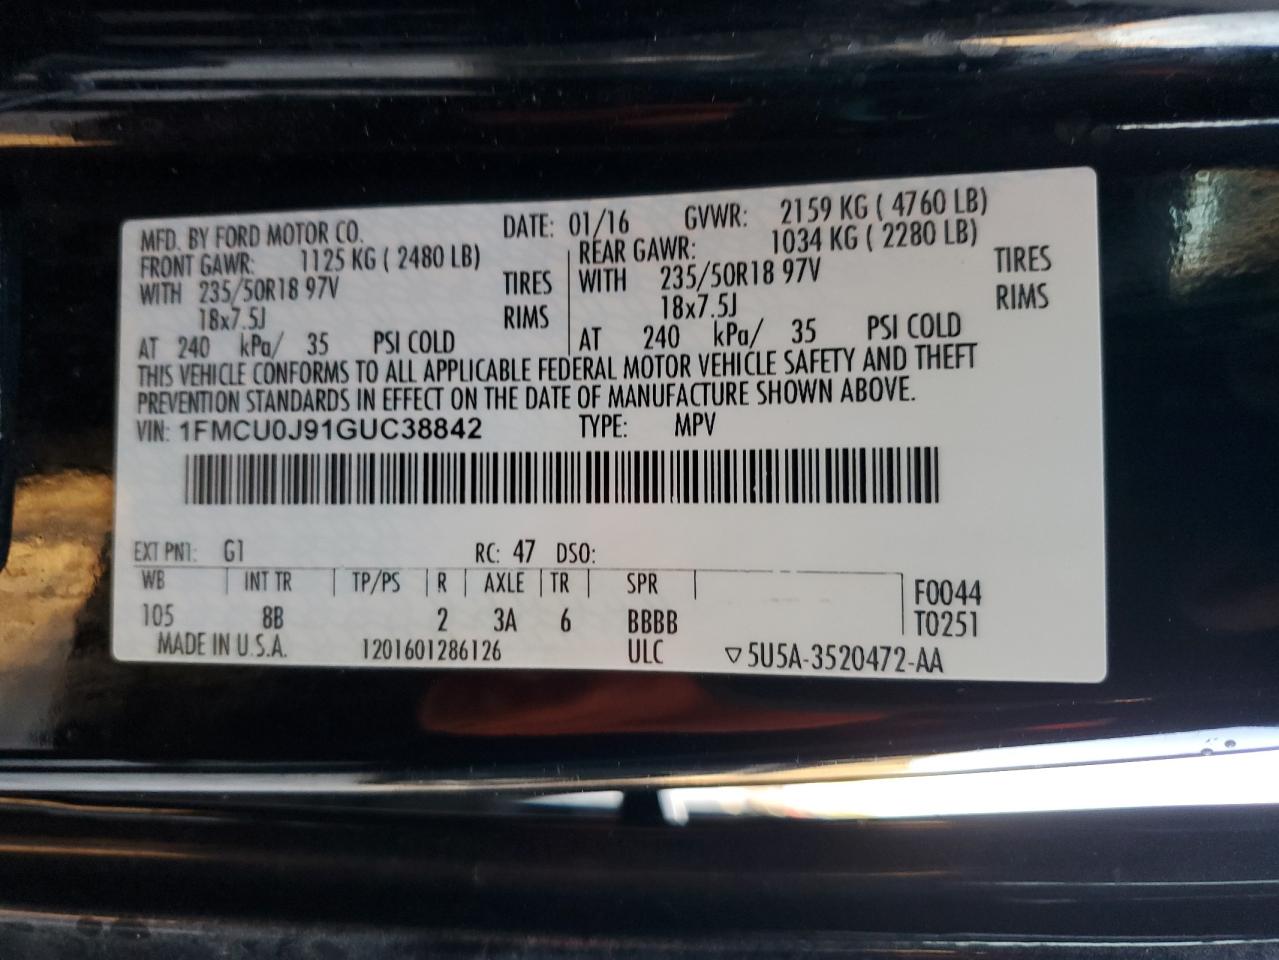 MFD. BY FORD MOTOR CO. DATE: 01/16 GVWR: 2159 KG ( 4760 LB)
FRONT GAWR: 1125 KG ( 2480 LB) REAR GAWR: 1034 KG ( 2280 LB)
WITH 235/50R18 97V TIRES WITH 235/50R18 97V TIRES
18x7.5J RIMS 18x7.5J RIMS
AT 240 kPa/ 35 PSI COLD AT 240 kPa/ 35 PSI COLD
THIS VEHICLE CONFORMS TO ALL APPLICABLE FEDERAL MOTOR VEHICLE SAFETY AND THEFT
PREVENTION STANDARDS IN EFFECT ON THE DATE OF MANUFACTURE SHOWN ABOVE.
VIN: 1FMCU0J91GUC38842 TYPE: MPV
EXT PNT: G1 RC: 47 DSO:
WB INT TR TP/PS R AXLE TR SPR F0044
105 8B 2 3A 6 BBBB T0251
MADE IN U.S.A. 1201601286126 ULC ▽5U5A-3520472-AA